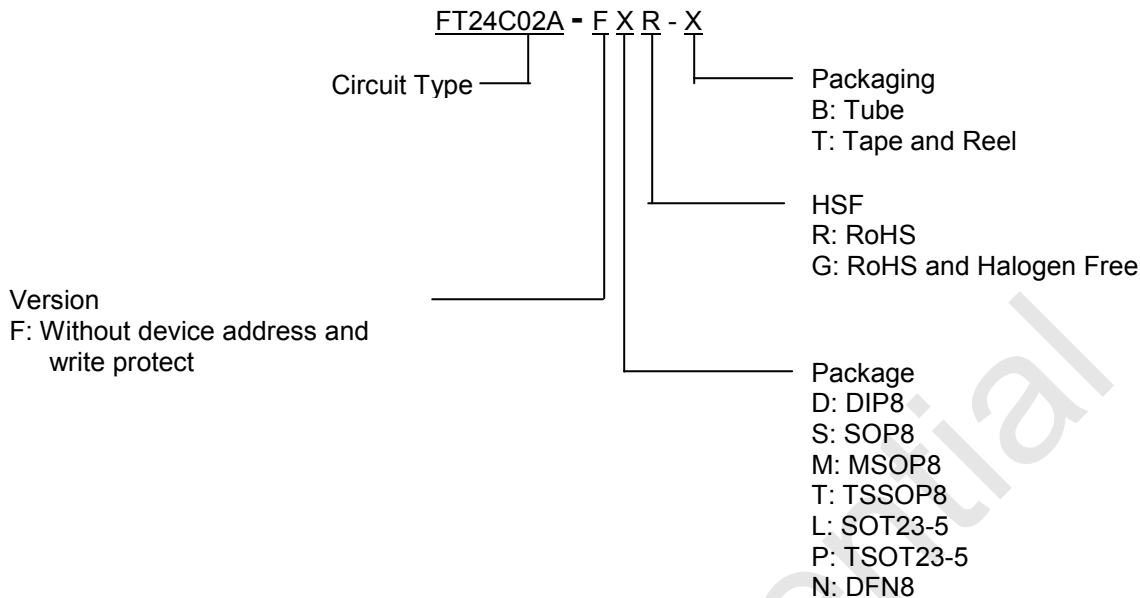 FT24C02A - F X R - X
Circuit Type
Packaging
B: Tube
T: Tape and Reel
HSF
R: RoHS
G: RoHS and Halogen Free
Version
F: Without device address and
write protect
Package
D: DIP8
S: SOP8
M: MSOP8
T: TSSOP8
L: SOT23-5
P: TSOT23-5
N: DFN8